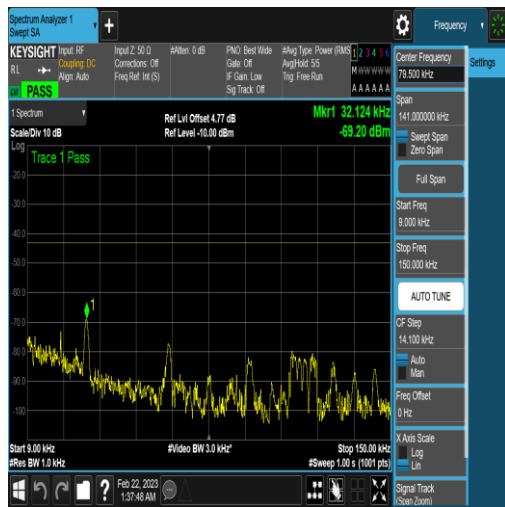 Spectrum Analyzer 1
Swept SA
+
Frequency
KEYSIGHT
RL
Input: RF
Coupling: DC
Align: Auto
Input Z: 50 Ω
Corrections: Off
Freq Ref: Int (S)
#Atten: 0 dB
PNO: Best Wide
Gate: Off
IF Gain: Low
Sig Track: Off
#Avg Type: Power (RMS
Avg|Hold: 5/5
Trig: Free Run
1 2 3 4 5 6
M w w w w w
A A A A A A
PASS
1 Spectrum
Scale/Div 10 dB
Ref Lvl Offset 4.77 dB
Ref Level -10.00 dBm
Mkr1 32.124 kHz
-69.20 dBm
Log
Trace 1 Pass
-20.0
-30.0
-40.0
-50.0
-60.0
-70.0
-80.0
-90.0
-100
1
Start 9.00 kHz
#Res BW 1.0 kHz
#Video BW 3.0 kHz*
Stop 150.00 kHz
#Sweep 1.00 s (1001 pts)
Feb 22, 2023
1:37:48 AM
Center Frequency
79.500 kHz
Settings
Span
141.000000 kHz
Swept Span
Zero Span
Full Span
Start Freq
9.000 kHz
Stop Freq
150.000 kHz
AUTO TUNE
CF Step
14.100 kHz
Auto
Man
Freq Offset
0 Hz
X Axis Scale
Log
Lin
Signal Track
(Span Zoom)